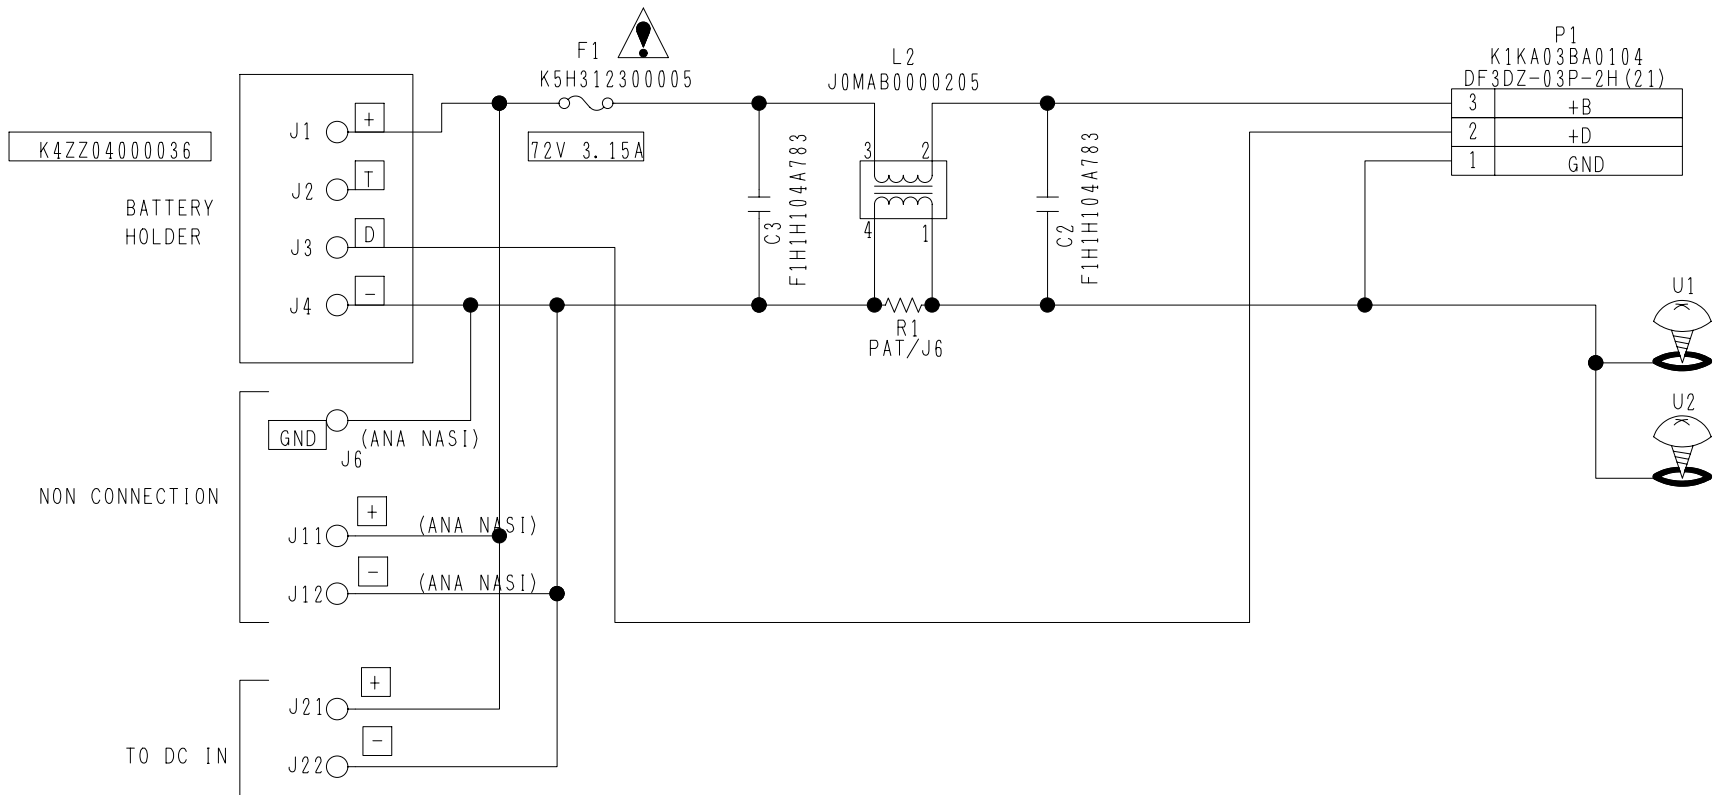 P1
K1KA03BA0104
DF3DZ-03P-2H(21)
3 +B
2 +D
1 GND
F1
K5H312300005
72V 3.15A
L2
J0MAB0000205
3 2
4 1
K4ZZ04000036
BATTERY
HOLDER
J1 +
J2 T
J3 D
J4 -
C3
F1H1H104A783
C2
F1H1H104A783
R1
PAT/J6
U1
U2
GND (ANA NASI)
J6
NON CONNECTION
+
J11 (ANA NASI)
-
J12 (ANA NASI)
+
J21
-
TO DC IN
J22